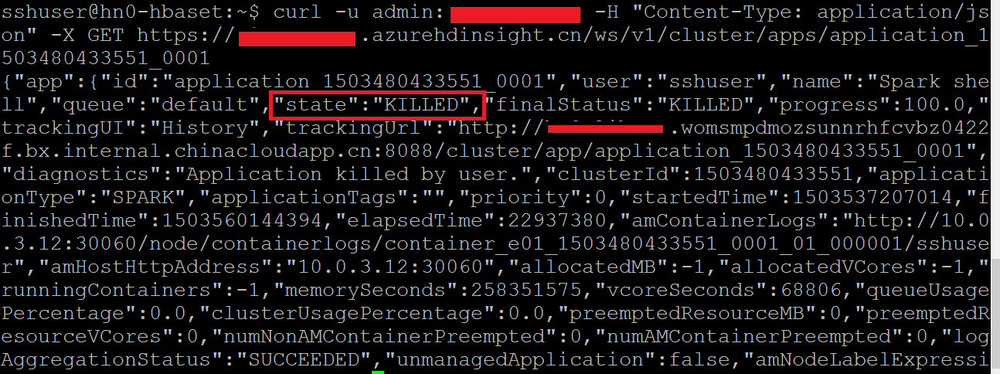 sshuser@hn0-hbaset:~$ curl -u admin: -H "Content-Type: application/js
on" -X GET https:// .azurehdinsight.cn/ws/v1/cluster/apps/application_1
503480433551_0001
{"app":{"id":"application_1503480433551_0001","user":"sshuser","name":"Spark she
ll","queue":"default","state":"KILLED","finalStatus":"KILLED","progress":100.0,"
trackingUI":"History","trackingUrl":"http:// .womsmpdmozsunnrhfcvbz0422
f.bx.internal.chinacloudapp.cn:8088/cluster/app/application_1503480433551_0001",
"diagnostics":"Application killed by user.","clusterId":1503480433551,"applicati
onType":"SPARK","applicationTags":"","priority":0,"startedTime":1503537207014,"f
inishedTime":1503560144394,"elapsedTime":22937380,"amContainerLogs":"http://10.0
.3.12:30060/node/containerlogs/container_e01_1503480433551_0001_01_000001/sshuse
r","amHostHttpAddress":"10.0.3.12:30060","allocatedMB":-1,"allocatedVCores":-1,"
runningContainers":-1,"memorySeconds":258351575,"vcoreSeconds":68806,"queueUsage
Percentage":0.0,"clusterUsagePercentage":0.0,"preemptedResourceMB":0,"preemptedR
esourceVCores":0,"numNonAMContainerPreempted":0,"numAMContainerPreempted":0,"log
AggregationStatus":"SUCCEEDED","unmanagedApplication":false,"amNodeLabelExpressi